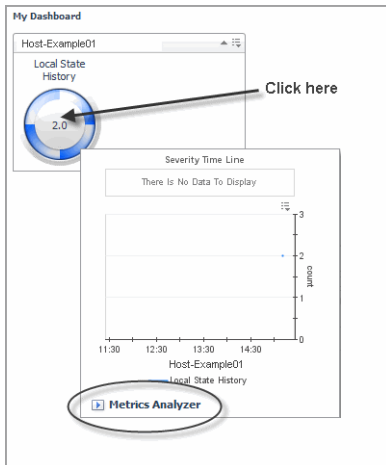 My Dashboard
Host-Example01
Local State
History
2.0
Click here
Severity Time Line
There Is No Data To Display
3
2
1
0
count
11:30 12:30 13:30 14:30
Host-Example01
Local State History
Metrics Analyzer